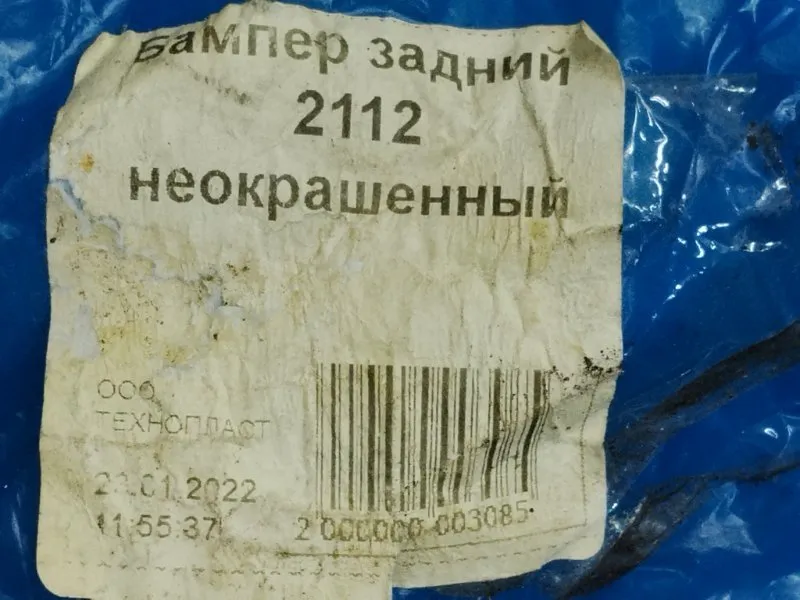 Бампер задний
2112
неокрашенный
ООО
ТЕХНОПЛАСТ
11:55:37
2 000000 003085